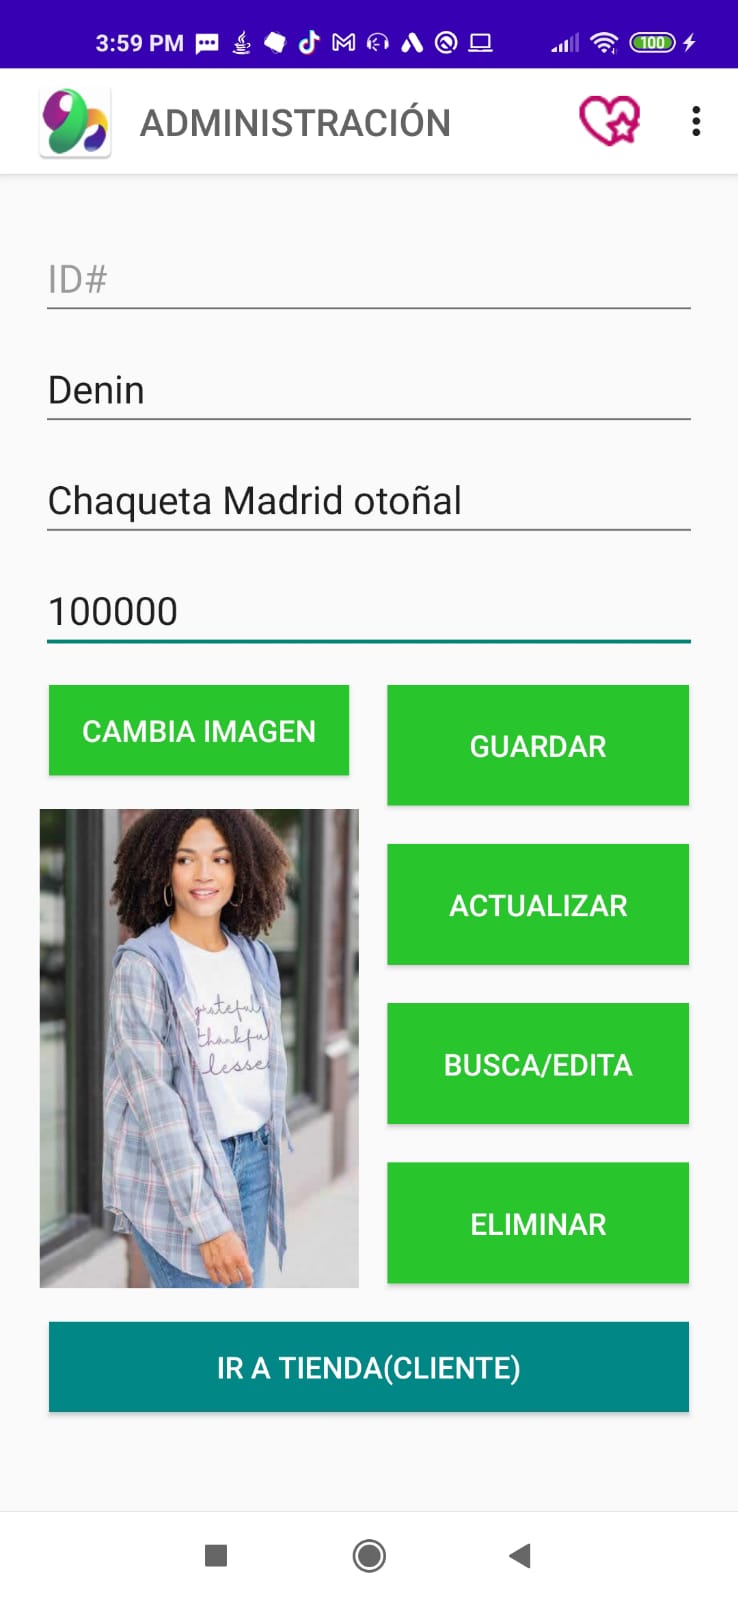 3:59 PM
100
ADMINISTRACIÓN
ID#
Denin
Chaqueta Madrid otoñal
100000
CAMBIA IMAGEN
GUARDAR
grateful
thankful
lesse
ACTUALIZAR
BUSCA/EDITA
ELIMINAR
IR A TIENDA(CLIENTE)